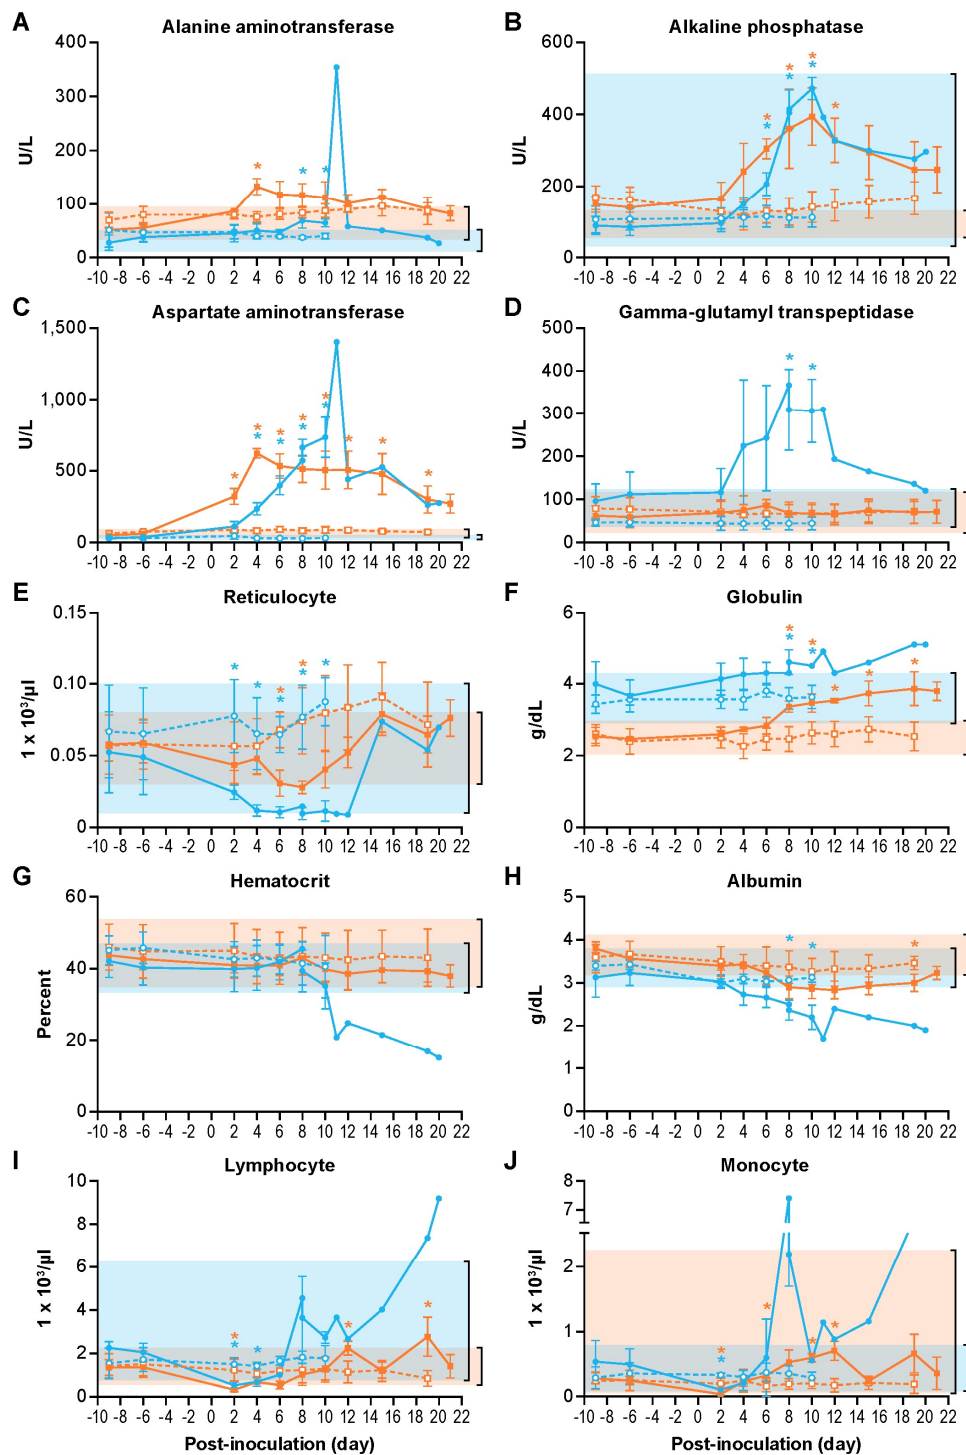 A Alanine aminotransferase
400
300
200
100
0
U/L
-10 -8 -6 -4 -2 0 2 4 6 8 10 12 14 16 18 20 22
* * *
B Alkaline phosphatase
600
400
200
0
U/L
-10 -8 -6 -4 -2 0 2 4 6 8 10 12 14 16 18 20 22
* * * *
* * *
C Aspartate aminotransferase
1,500
1,000
500
0
U/L
-10 -8 -6 -4 -2 0 2 4 6 8 10 12 14 16 18 20 22
* * * * * * * *
* * * *
D Gamma-glutamyl transpeptidase
500
400
300
200
100
0
U/L
-10 -8 -6 -4 -2 0 2 4 6 8 10 12 14 16 18 20 22
* *
E Reticulocyte
0.15
0.10
0.05
0
1 x 10³/µl
-10 -8 -6 -4 -2 0 2 4 6 8 10 12 14 16 18 20 22
* * * * *
* *
F Globulin
6
4
2
0
g/dL
-10 -8 -6 -4 -2 0 2 4 6 8 10 12 14 16 18 20 22
* * * * *
* *
G Hematocrit
60
40
20
0
Percent
-10 -8 -6 -4 -2 0 2 4 6 8 10 12 14 16 18 20 22
H Albumin
5
4
3
2
1
0
g/dL
-10 -8 -6 -4 -2 0 2 4 6 8 10 12 14 16 18 20 22
* * *
I Lymphocyte
10
8
6
4
2
0
1 x 10³/µl
-10 -8 -6 -4 -2 0 2 4 6 8 10 12 14 16 18 20 22
* * * *
*
Post-inoculation (day)
J Monocyte
8
7
2
1
0
1 x 10³/µl
-10 -8 -6 -4 -2 0 2 4 6 8 10 12 14 16 18 20 22
* * * *
*
Post-inoculation (day)